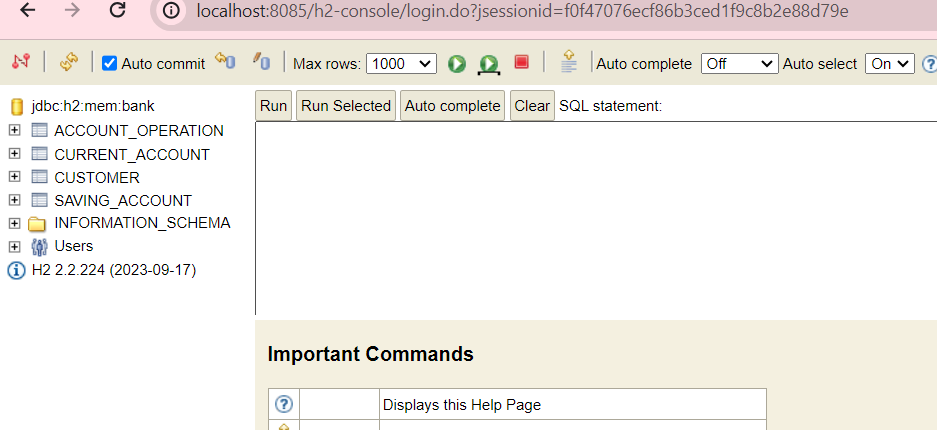 localhost:8085/h2-console/login.do?jsessionid=f0f47076ecf86b3ced1f9c8b2e88d79e
Auto commit Max rows: 1000 Auto complete Off Auto select On ?
jdbc:h2:mem:bank
ACCOUNT_OPERATION
CURRENT_ACCOUNT
CUSTOMER
SAVING_ACCOUNT
INFORMATION_SCHEMA
Users
H2 2.2.224 (2023-09-17)
Run Run Selected Auto complete Clear SQL statement:
Important Commands
? Displays this Help Page